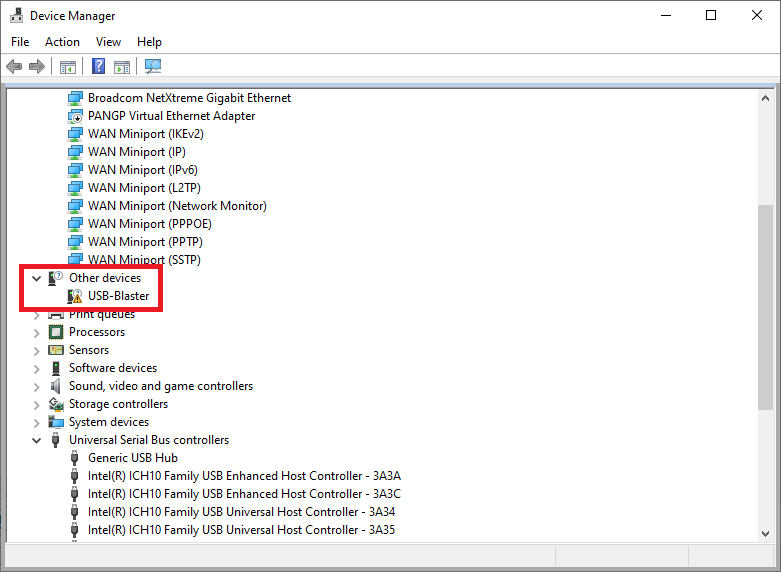 Device Manager
File Action View Help
Broadcom NetXtreme Gigabit Ethernet
PANGP Virtual Ethernet Adapter
WAN Miniport (IKEv2)
WAN Miniport (IP)
WAN Miniport (IPv6)
WAN Miniport (L2TP)
WAN Miniport (Network Monitor)
WAN Miniport (PPPOE)
WAN Miniport (PPTP)
WAN Miniport (SSTP)
Other devices
USB-Blaster
Print queues
Processors
Sensors
Software devices
Sound, video and game controllers
Storage controllers
System devices
Universal Serial Bus controllers
Generic USB Hub
Intel(R) ICH10 Family USB Enhanced Host Controller - 3A3A
Intel(R) ICH10 Family USB Enhanced Host Controller - 3A3C
Intel(R) ICH10 Family USB Universal Host Controller - 3A34
Intel(R) ICH10 Family USB Universal Host Controller - 3A35